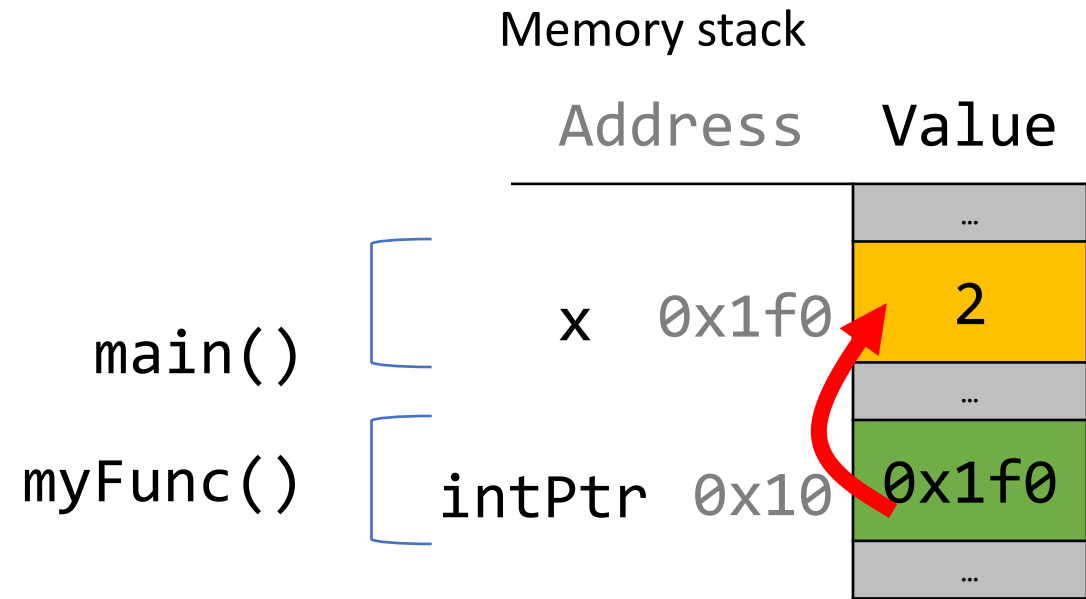 Memory stack
Address Value
…
main() x 0x1f0 2
…
myFunc() intPtr 0x10 0x1f0
…